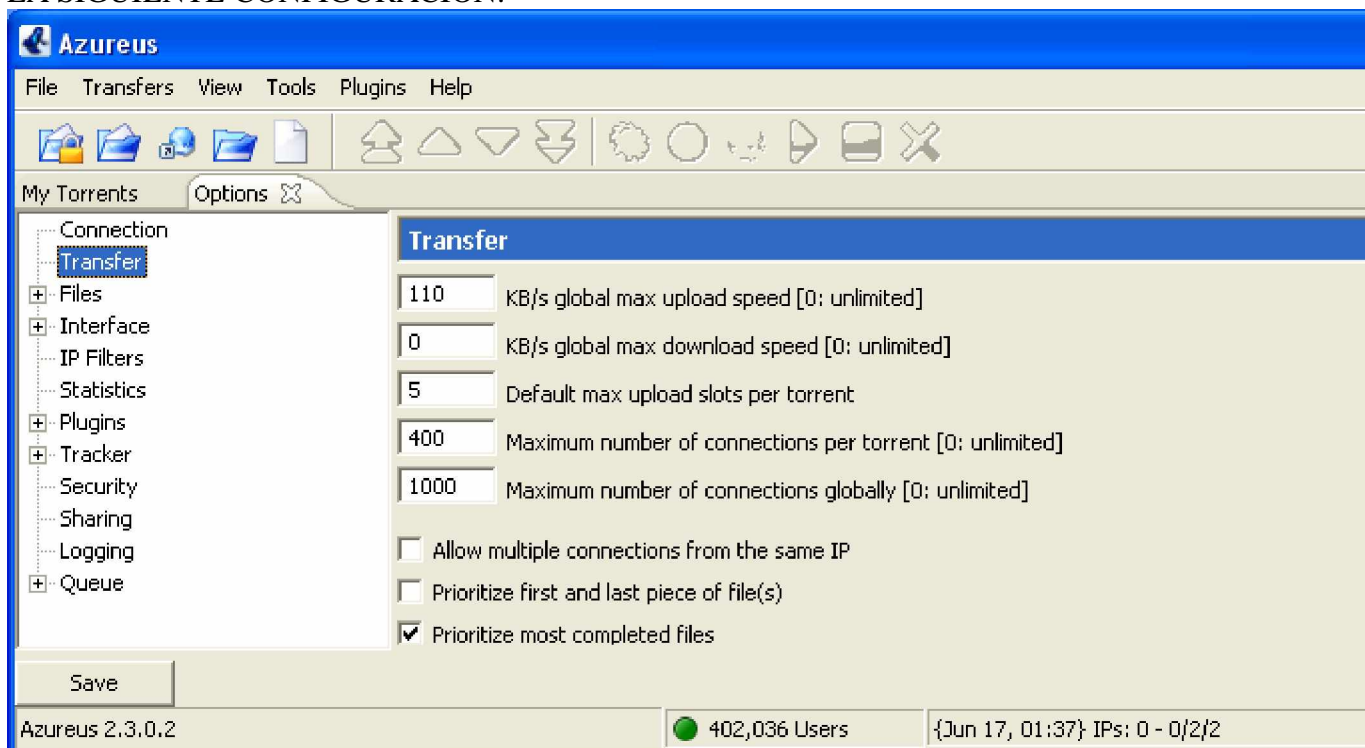 LA SIGUIENTE CONFIGURACION:
Azureus
File Transfers View Tools Plugins Help
My Torrents Options
Connection
Transfer
Files
Interface
IP Filters
Statistics
Plugins
Tracker
Security
Sharing
Logging
Queue
Save
Transfer
110 KB/s global max upload speed [0: unlimited]
0 KB/s global max download speed [0: unlimited]
5 Default max upload slots per torrent
400 Maximum number of connections per torrent [0: unlimited]
1000 Maximum number of connections globally [0: unlimited]
Allow multiple connections from the same IP
Prioritize first and last piece of file(s)
Prioritize most completed files
Azureus 2.3.0.2 402,036 Users {Jun 17, 01:37} IPs: 0 - 0/2/2